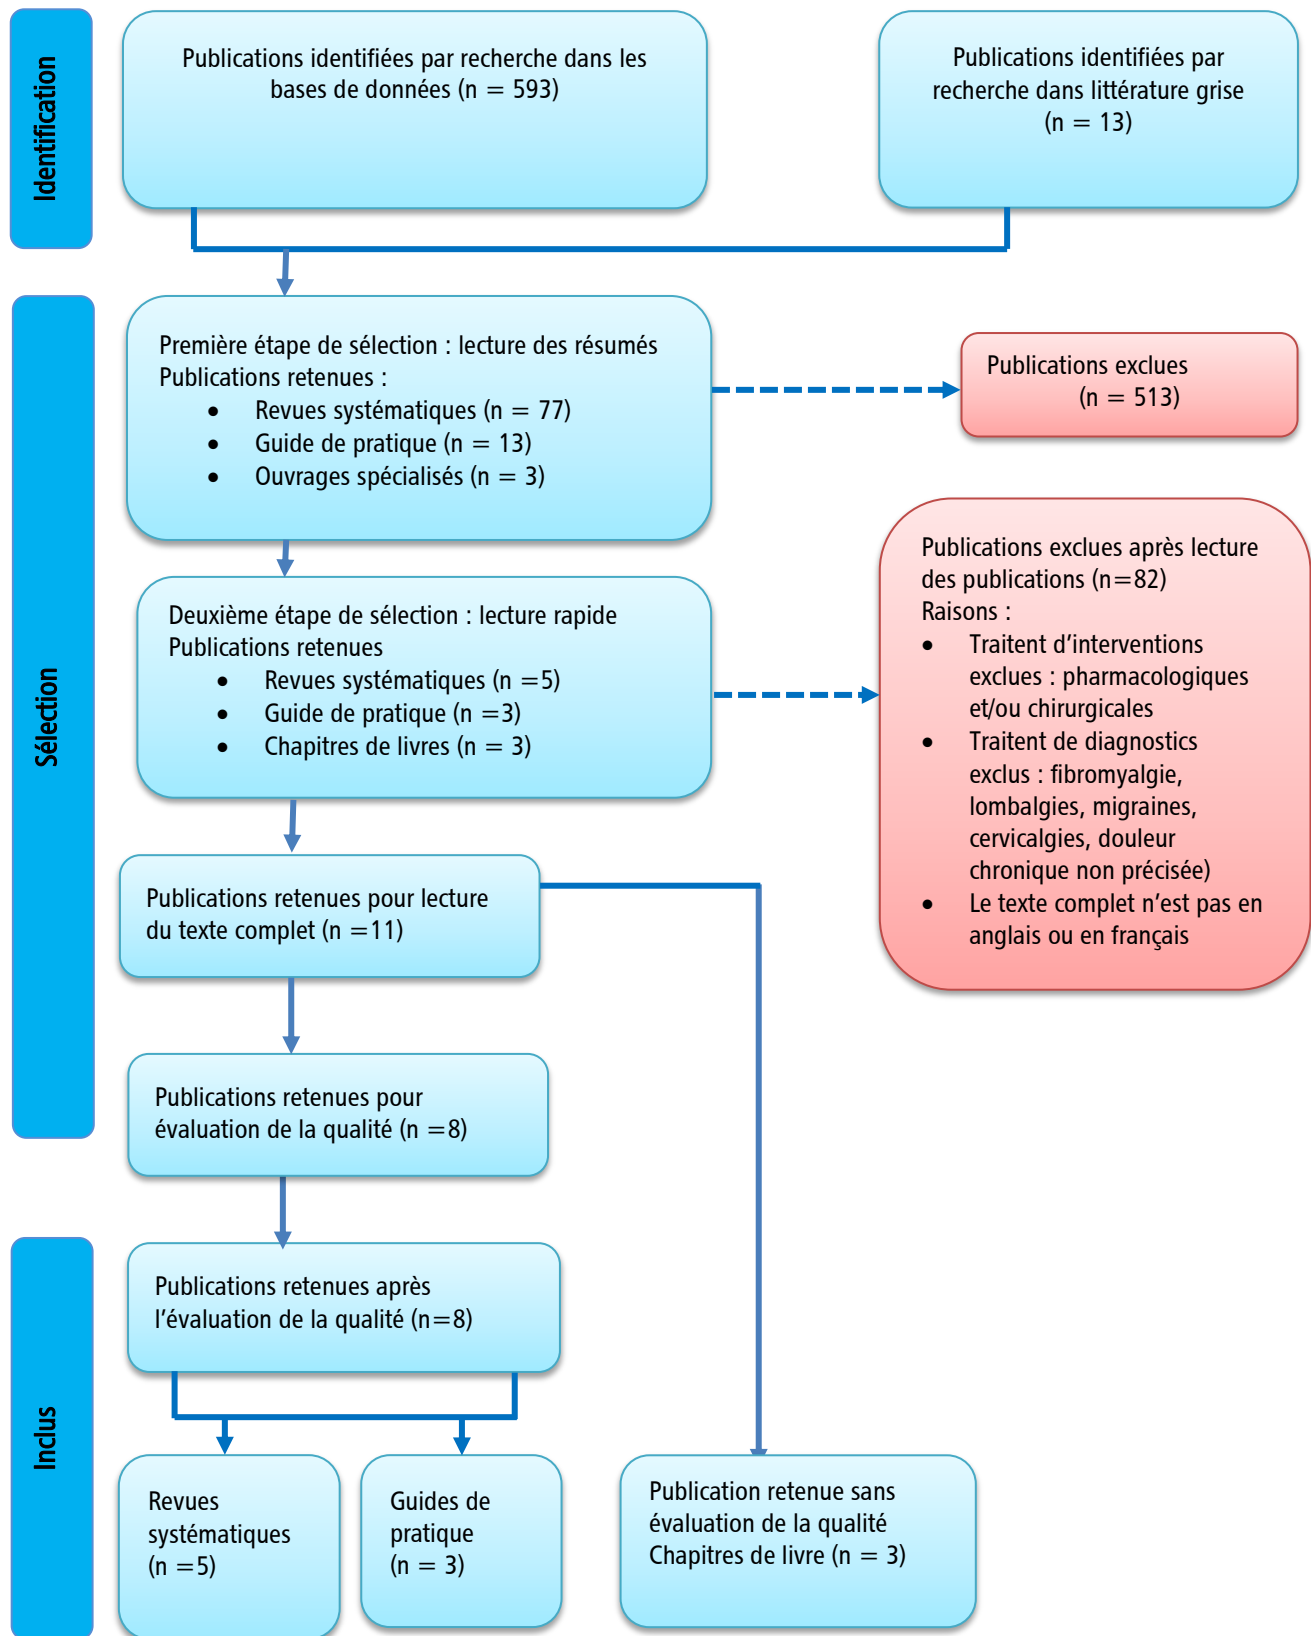 Identification
Publications identifiées par recherche dans les
bases de données (n = 593)
Publications identifiées par
recherche dans littérature grise
(n = 13)
Sélection
Première étape de sélection : lecture des résumés
Publications retenues :
• Revues systématiques (n = 77)
• Guide de pratique (n = 13)
• Ouvrages spécialisés (n = 3)
Publications exclues
(n = 513)
Deuxième étape de sélection : lecture rapide
Publications retenues
• Revues systématiques (n =5)
• Guide de pratique (n =3)
• Chapitres de livres (n = 3)
Publications exclues après lecture
des publications (n=82)
Raisons :
• Traitent d’interventions
exclues : pharmacologiques
et/ou chirurgicales
• Traitent de diagnostics
exclus : fibromyalgie,
lombalgies, migraines,
cervicalgies, douleur
chronique non précisée)
• Le texte complet n’est pas en
anglais ou en français
Publications retenues pour lecture
du texte complet (n =11)
Publications retenues pour
évaluation de la qualité (n =8)
Inclus
Publications retenues après
l’évaluation de la qualité (n=8)
Revues
systématiques
(n =5)
Guides de
pratique
(n = 3)
Publication retenue sans
évaluation de la qualité
Chapitres de livre (n = 3)